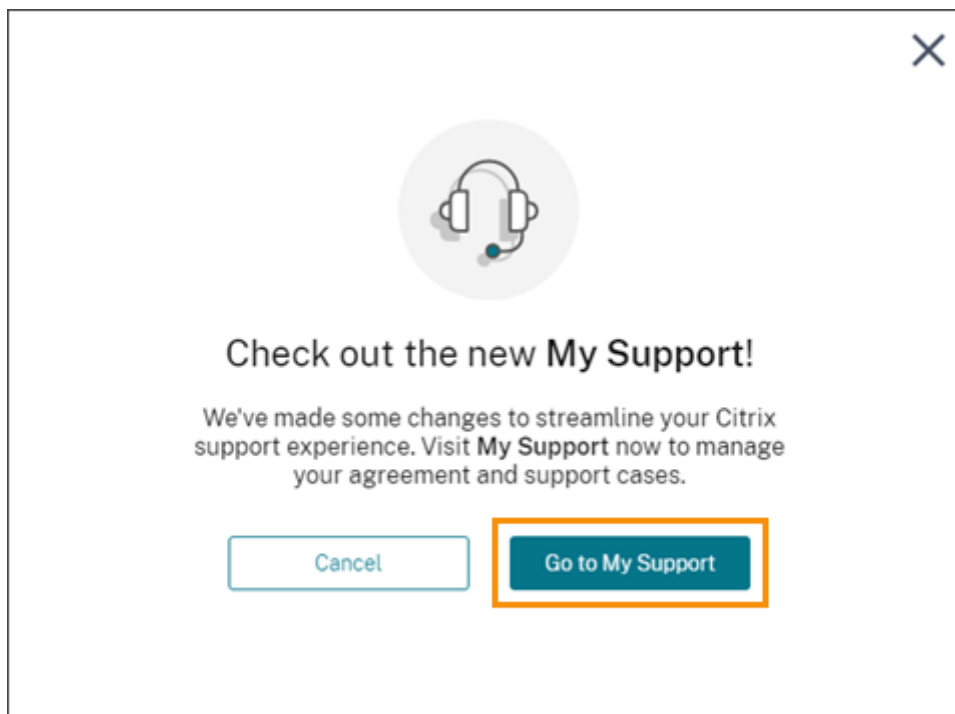 Check out the new My Support!
We've made some changes to streamline your Citrix
support experience. Visit My Support now to manage
your agreement and support cases.
Cancel
Go to My Support